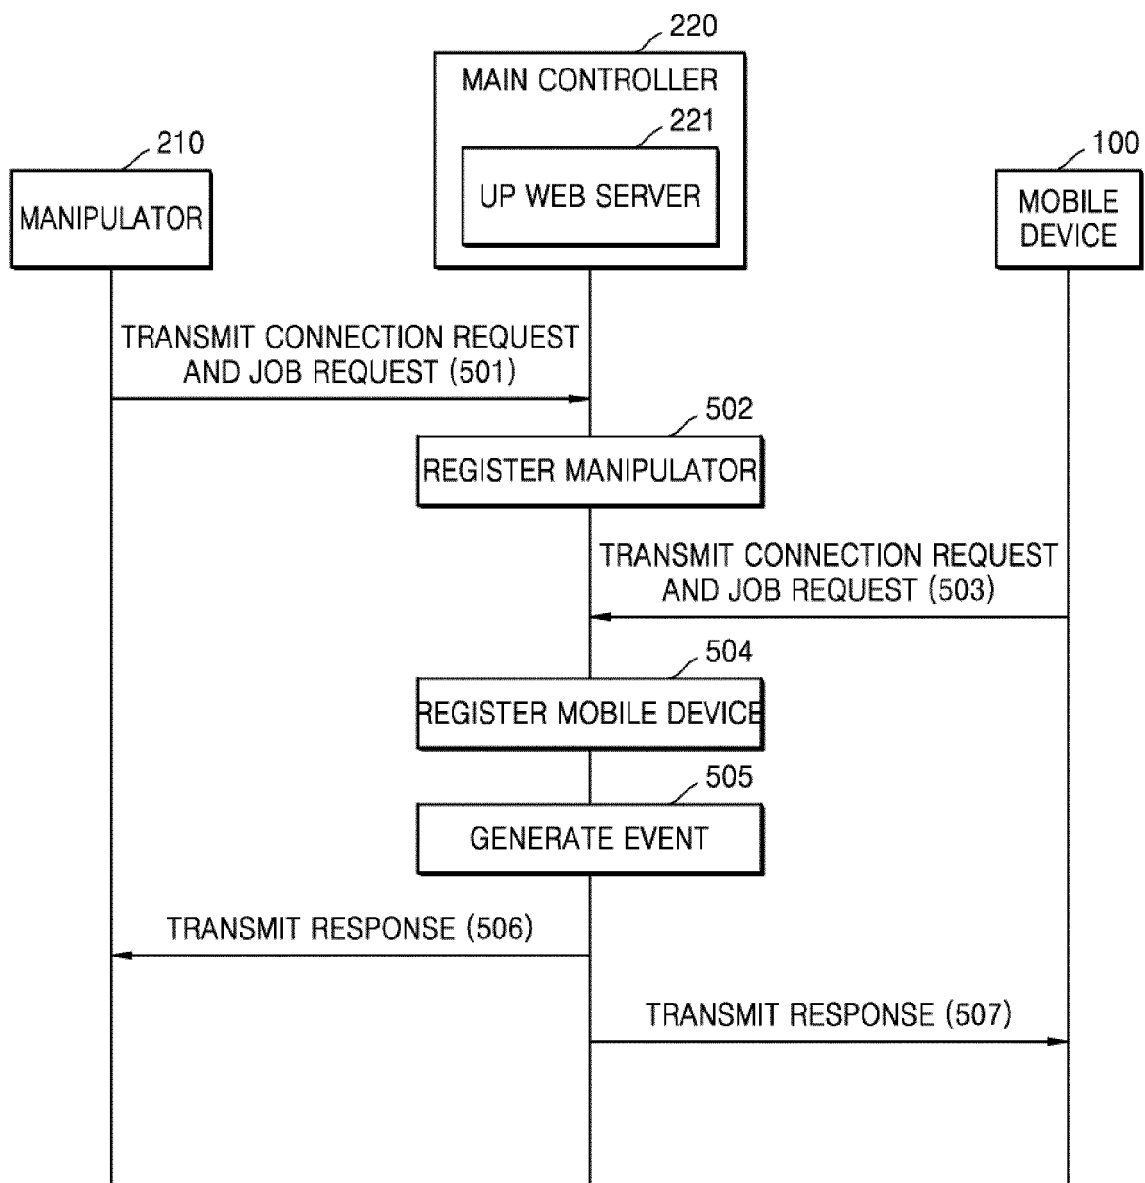 220
MAIN CONTROLLER
221
UP WEB SERVER
210
MANIPULATOR
100
MOBILE
DEVICE
TRANSMIT CONNECTION REQUEST
AND JOB REQUEST (501)
502
REGISTER MANIPULATOR
TRANSMIT CONNECTION REQUEST
AND JOB REQUEST (503)
504
REGISTER MOBILE DEVICE
505
GENERATE EVENT
TRANSMIT RESPONSE (506)
TRANSMIT RESPONSE (507)